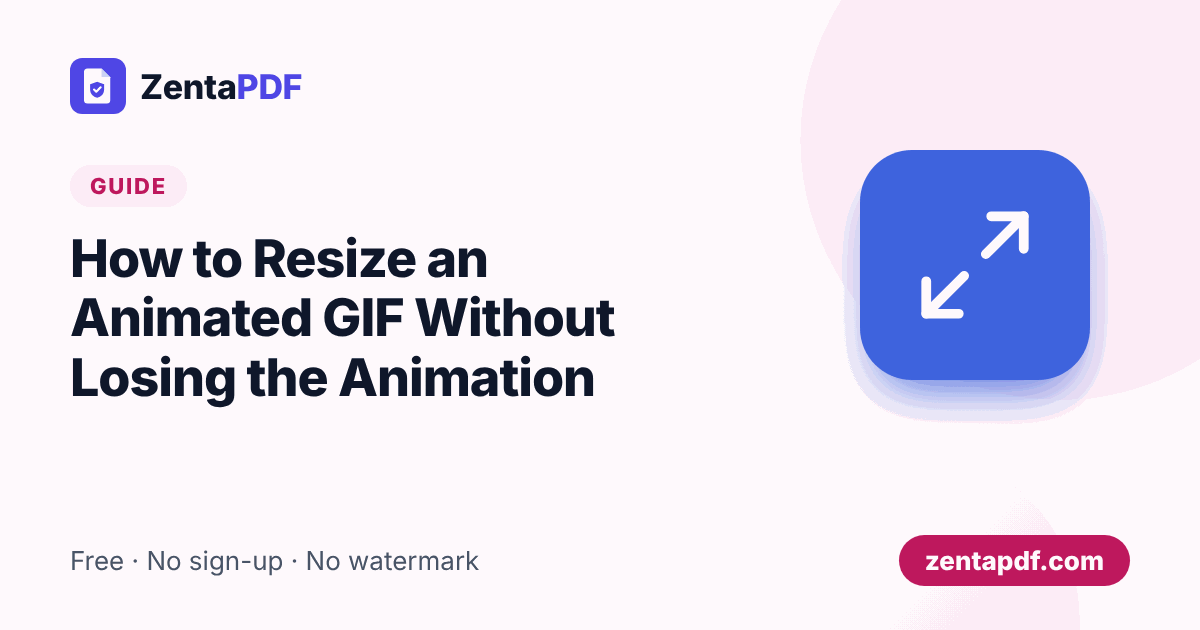 ZentaPDF
GUIDE
How to Resize an
Animated GIF Without
Losing the Animation
Free · No sign-up · No watermark
zentapdf.com